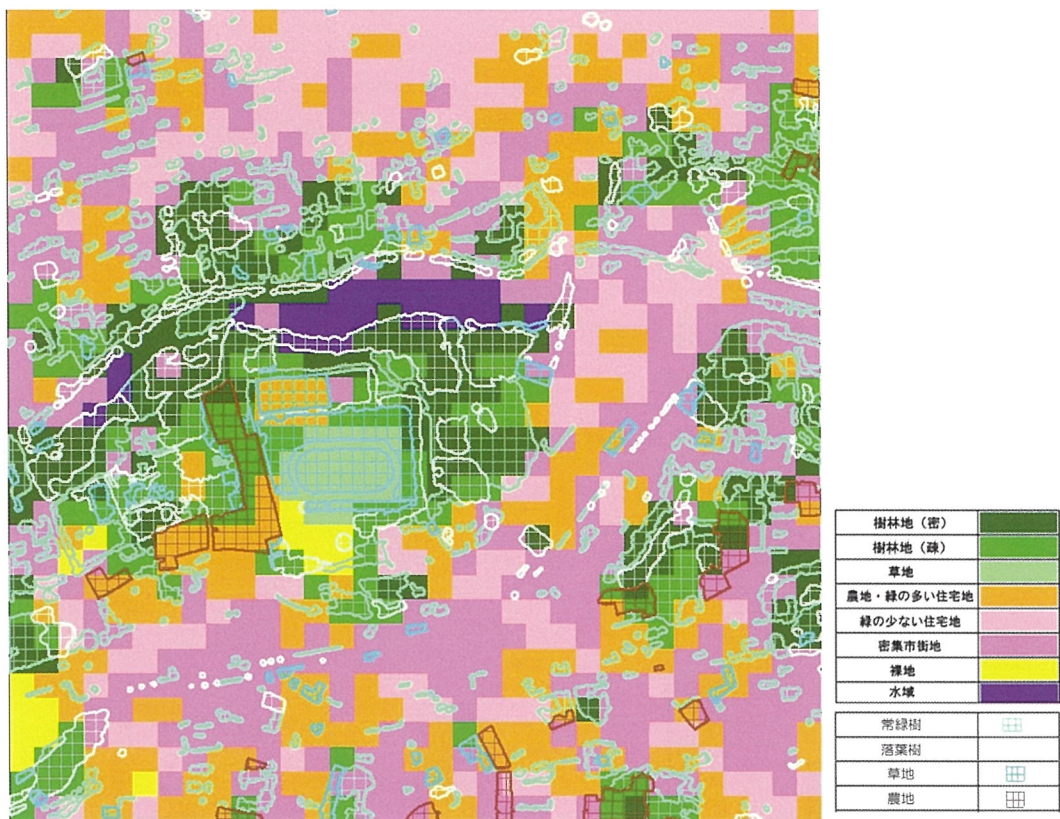 樹林地（密）
樹林地（疎）
草地
農地・緑の多い住宅地
緑の少ない住宅地
密集市街地
裸地
水域
常緑樹
落葉樹
草地
農地